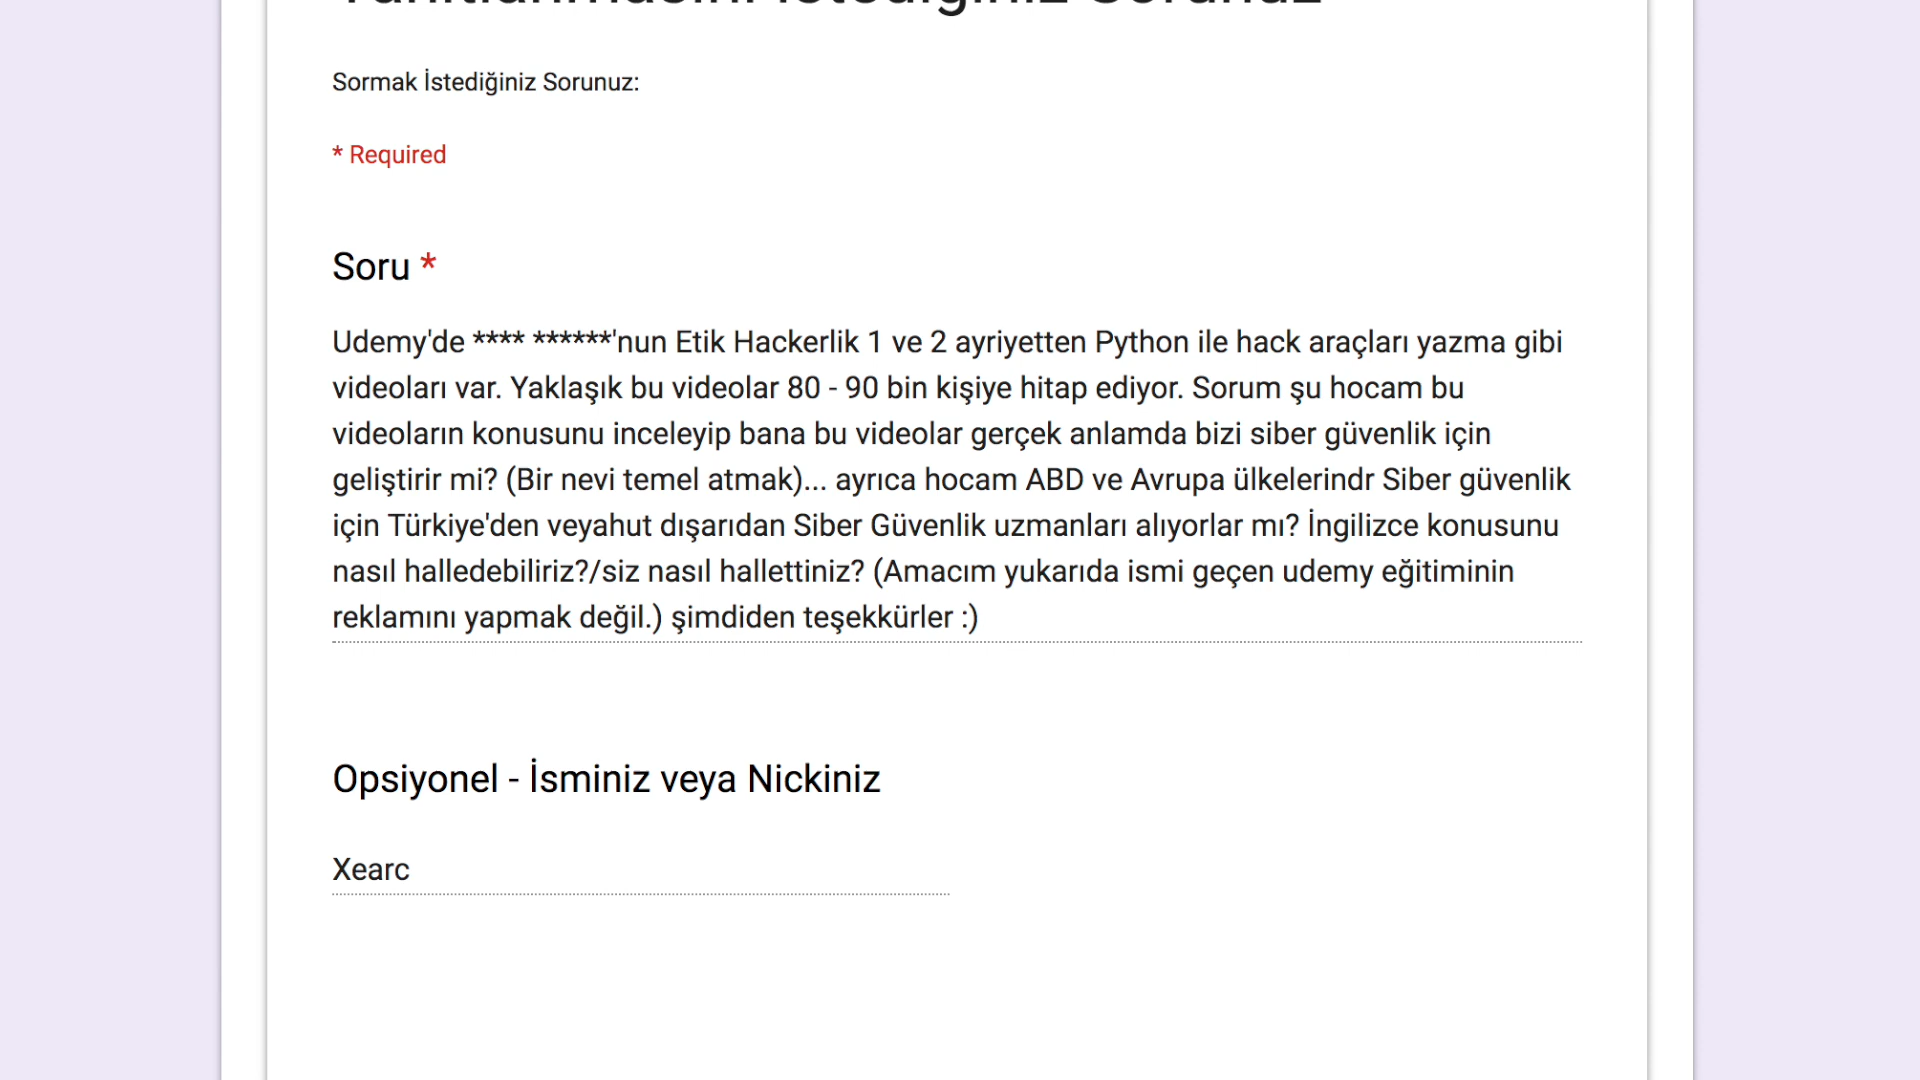 Yanıtlanmasını İstediğiniz Sorunuz
Sormak İstediğiniz Sorunuz:
* Required
Soru *
Udemy'de **** ******'nun Etik Hackerlik 1 ve 2 ayriyetten Python ile hack araçları yazma gibi
videoları var. Yaklaşık bu videolar 80 - 90 bin kişiye hitap ediyor. Sorum şu hocam bu
videoların konusunu inceleyip bana bu videolar gerçek anlamda bizi siber güvenlik için
geliştirir mi? (Bir nevi temel atmak)... ayrıca hocam ABD ve Avrupa ülkelerindr Siber güvenlik
için Türkiye'den veyahut dışarıdan Siber Güvenlik uzmanları alıyorlar mı? İngilizce konusunu
nasıl halledebiliriz?/siz nasıl hallettiniz? (Amacım yukarıda ismi geçen udemy eğitiminin
reklamını yapmak değil.) şimdiden teşekkürler :)
Opsiyonel - İsminiz veya Nickiniz
Xearc